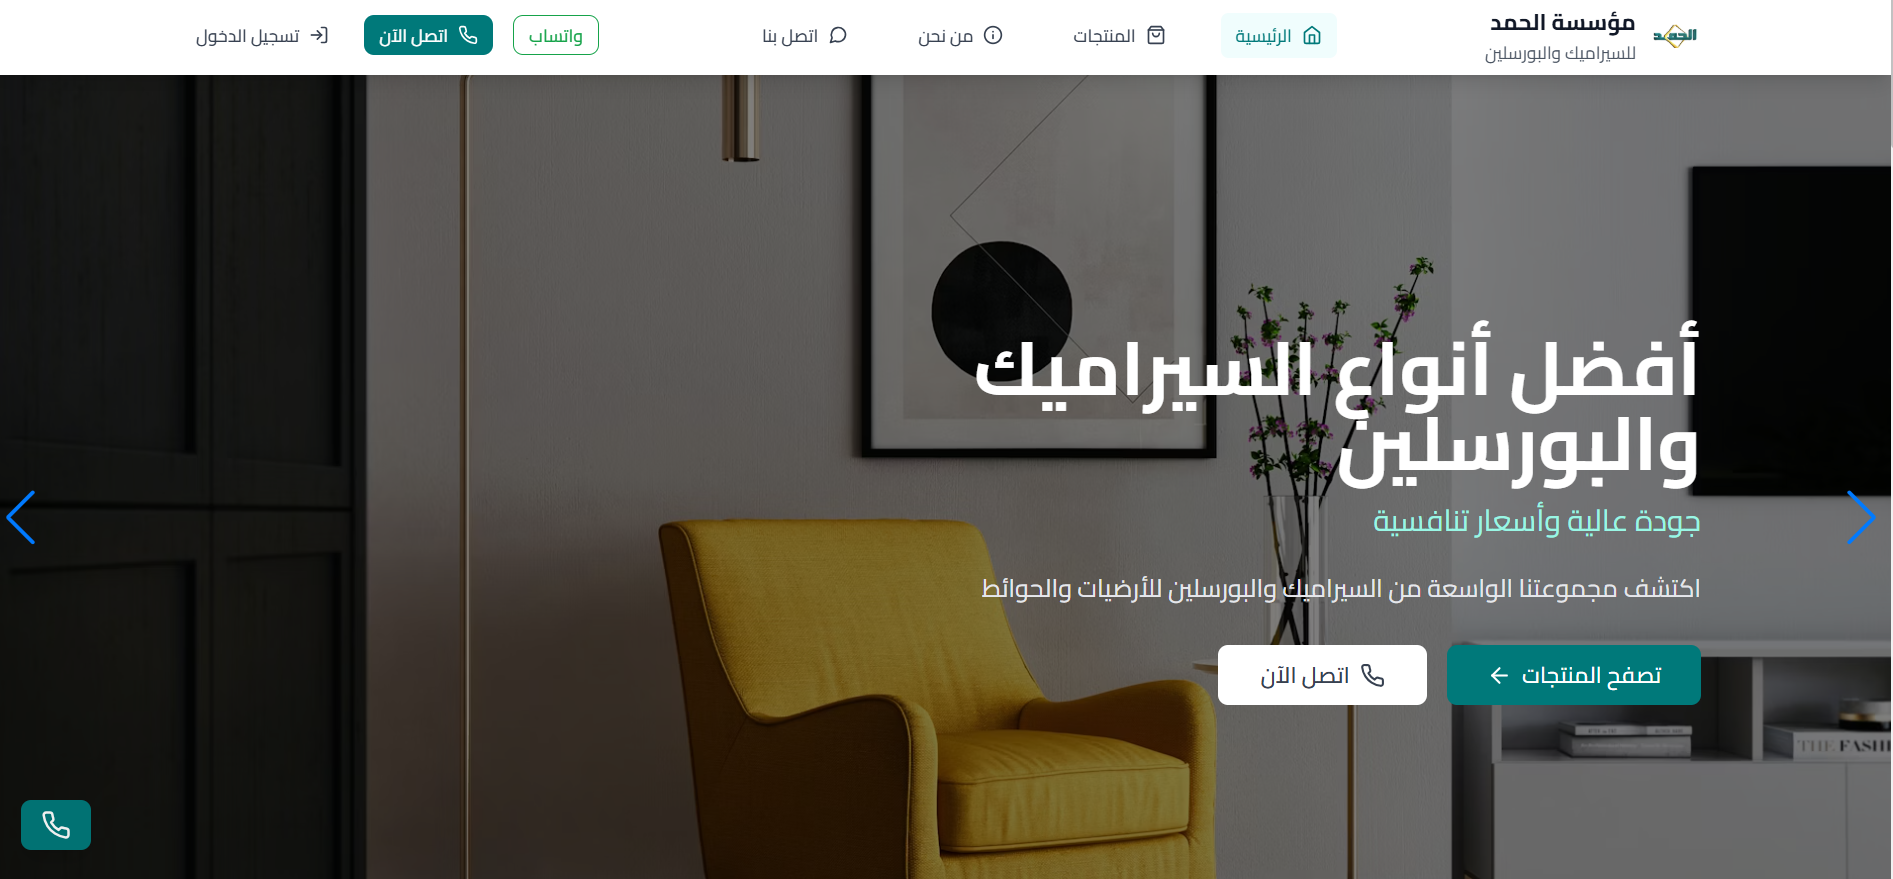 الحمد
مؤسسة الحمد
للسيراميك والبورسلين
الرئيسية
المنتجات
من نحن
اتصل بنا
واتساب
اتصل الآن
تسجيل الدخول
أفضل أنواع السيراميك
والبورسلين
جودة عالية وأسعار تنافسية
اكتشف مجموعتنا الواسعة من السيراميك والبورسلين للأرضيات والحوائط
تصفح المنتجات
اتصل الآن
THE FASHI